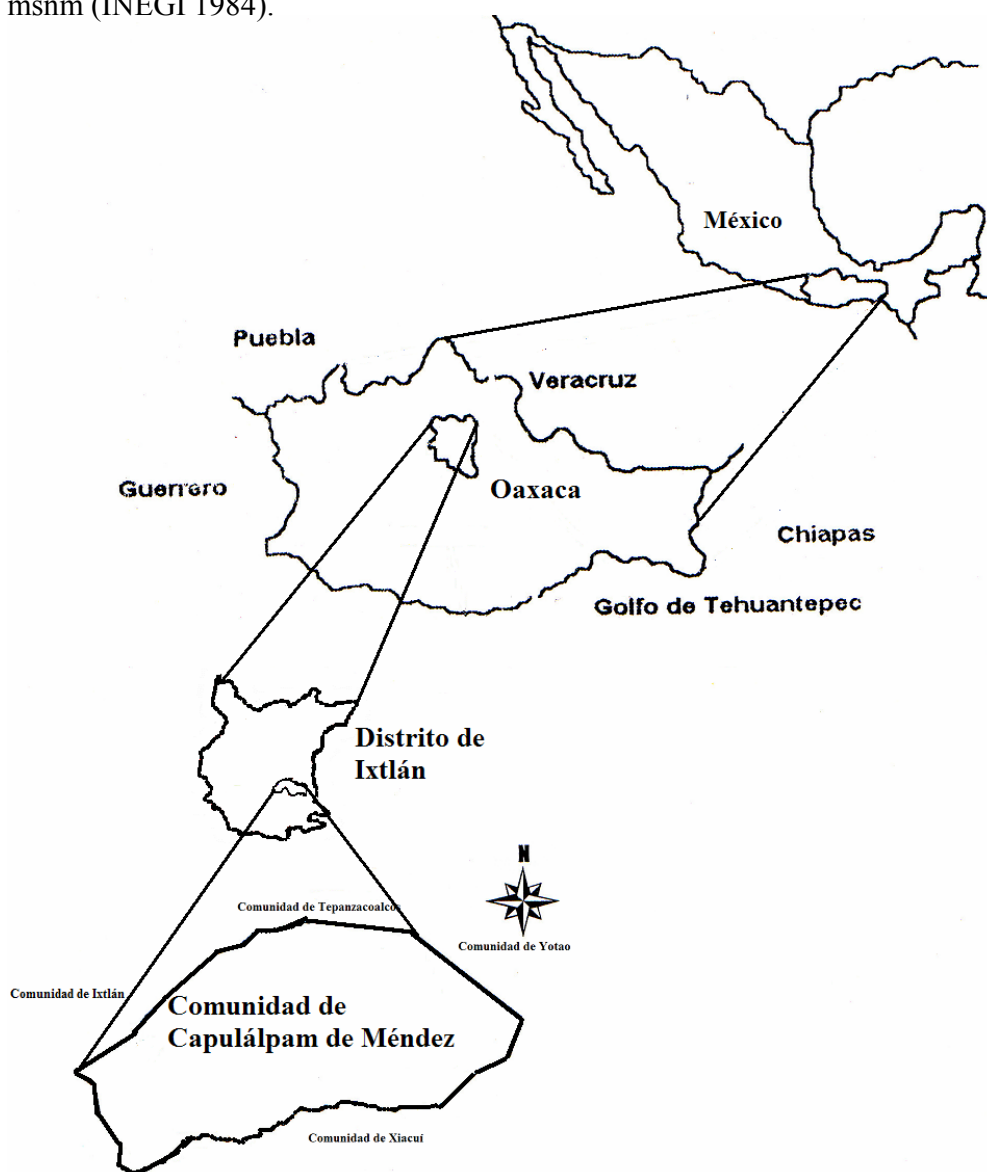 msnm (INEGI 1984).
México
Puebla
Veracruz
Guerrero
Oaxaca
Chiapas
Golfo de Tehuantepec
Distrito de
Ixtlán
N
Comunidad de Tepanzacoalcos
Comunidad de Yotao
Comunidad de Ixtlán
Comunidad de
Capulálpam de Méndez
Comunidad de Xiacuí